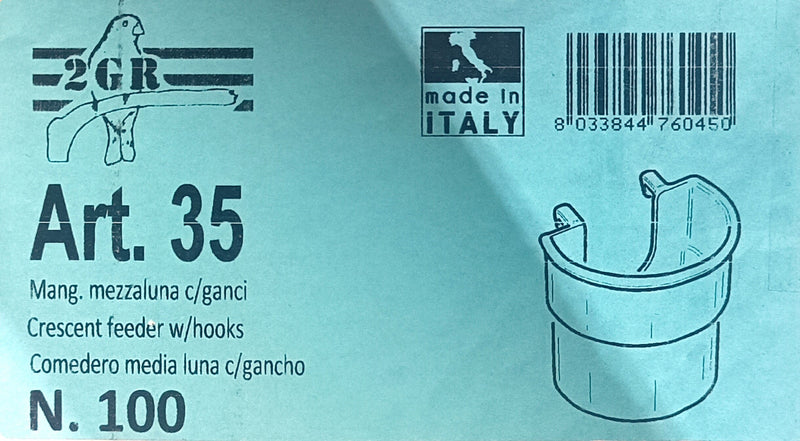 2GR
made in
ITALY
8 033844 760450
Art. 35
Mang. mezzaluna c/ganci
Crescent feeder w/hooks
Comedero media luna c/gancho
N. 100